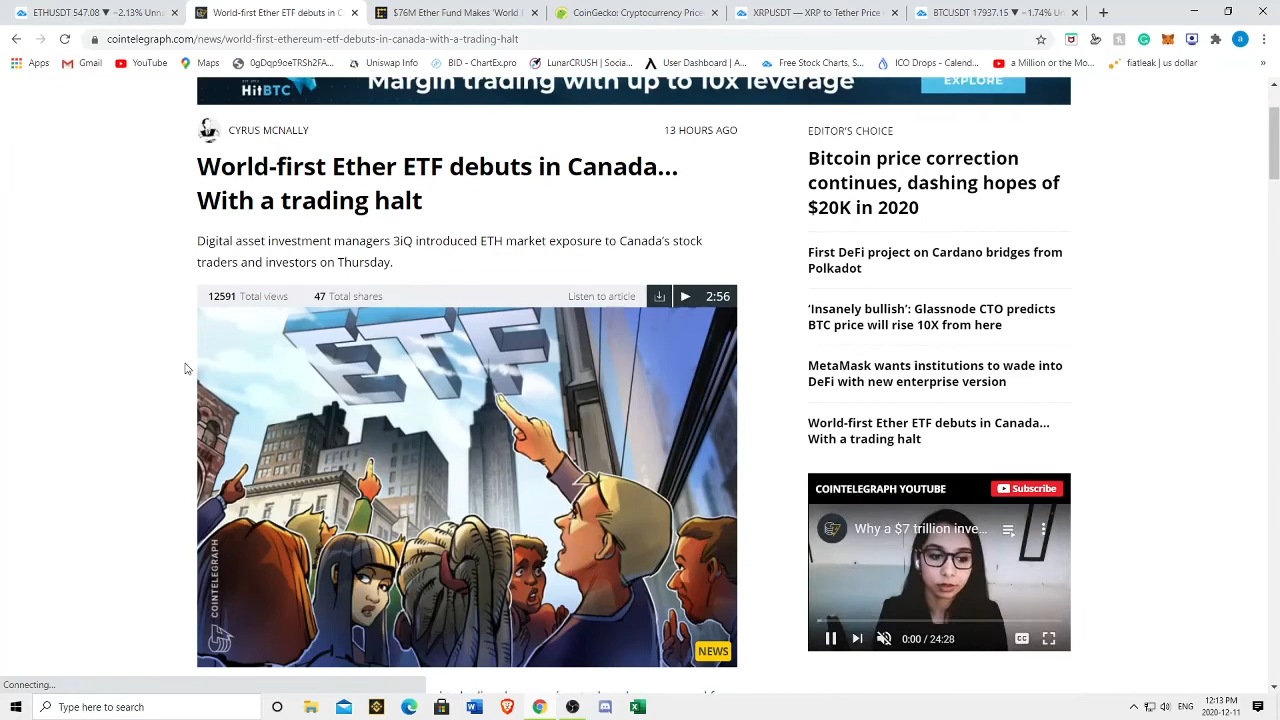 ETHUSDT 547.08 ▼ −2.13% Unnam
World-first Ether ETF debuts in C
$76M Ether Fund Takes 'World I
CoinGecko Cryptocurrency Price
XRPUSDT — XRP to Tether Price
BTCUSDT 17937.15 ▼ −1.74% Un
cointelegraph.com/news/world-first-ethereum-etf-debuts-in-canada-with-a-trading-halt
Apps
Gmail
YouTube
Maps
Uniswap Info
BID - ChartEx.pro
LunarCRUSH | Socia...
User Dashboard | A...
Free Stock Charts, S...
ICO Drops - Calend...
a Million of the Mo...
fiatleak | us dollar
HitBTC
Margin trading with up to 10x leverage
EXPLORE
CYRUS MCNALLY
13 HOURS AGO
World-first Ether ETF debuts in Canada...
With a trading halt
Digital asset investment managers 3iQ introduced ETH market exposure to Canada's stock
traders and investors on Thursday.
12591 Total views
47 Total shares
Listen to article
2:56
ETF
COINTELEGRAPH
NEWS
EDITOR'S CHOICE
Bitcoin price correction
continues, dashing hopes of
$20K in 2020
First DeFi project on Cardano bridges from
Polkadot
'Insanely bullish': Glassnode CTO predicts
BTC price will rise 10X from here
MetaMask wants institutions to wade into
DeFi with new enterprise version
World-first Ether ETF debuts in Canada...
With a trading halt
COINTELEGRAPH YOUTUBE
Subscribe
Why a $7 trillion inve...
0:00 / 24:28
CC
Connecting...
Type here to search
ENG
12:13 PM
2020-12-11